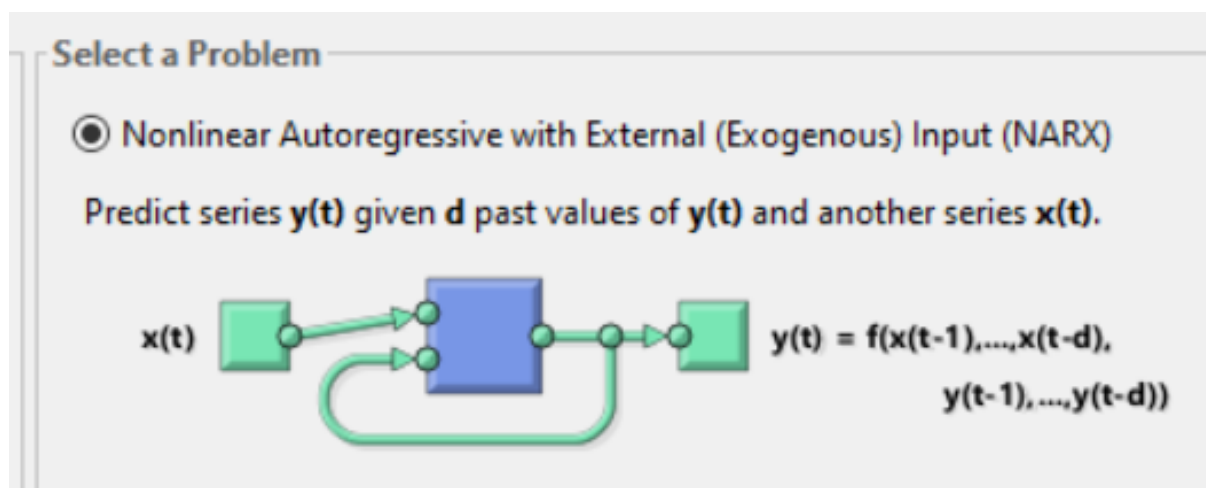 Select a Problem
Nonlinear Autoregressive with External (Exogenous) Input (NARX)
Predict series y(t) given d past values of y(t) and another series x(t).
x(t)
y(t) = f(x(t-1),...,x(t-d),
y(t-1),...,y(t-d))